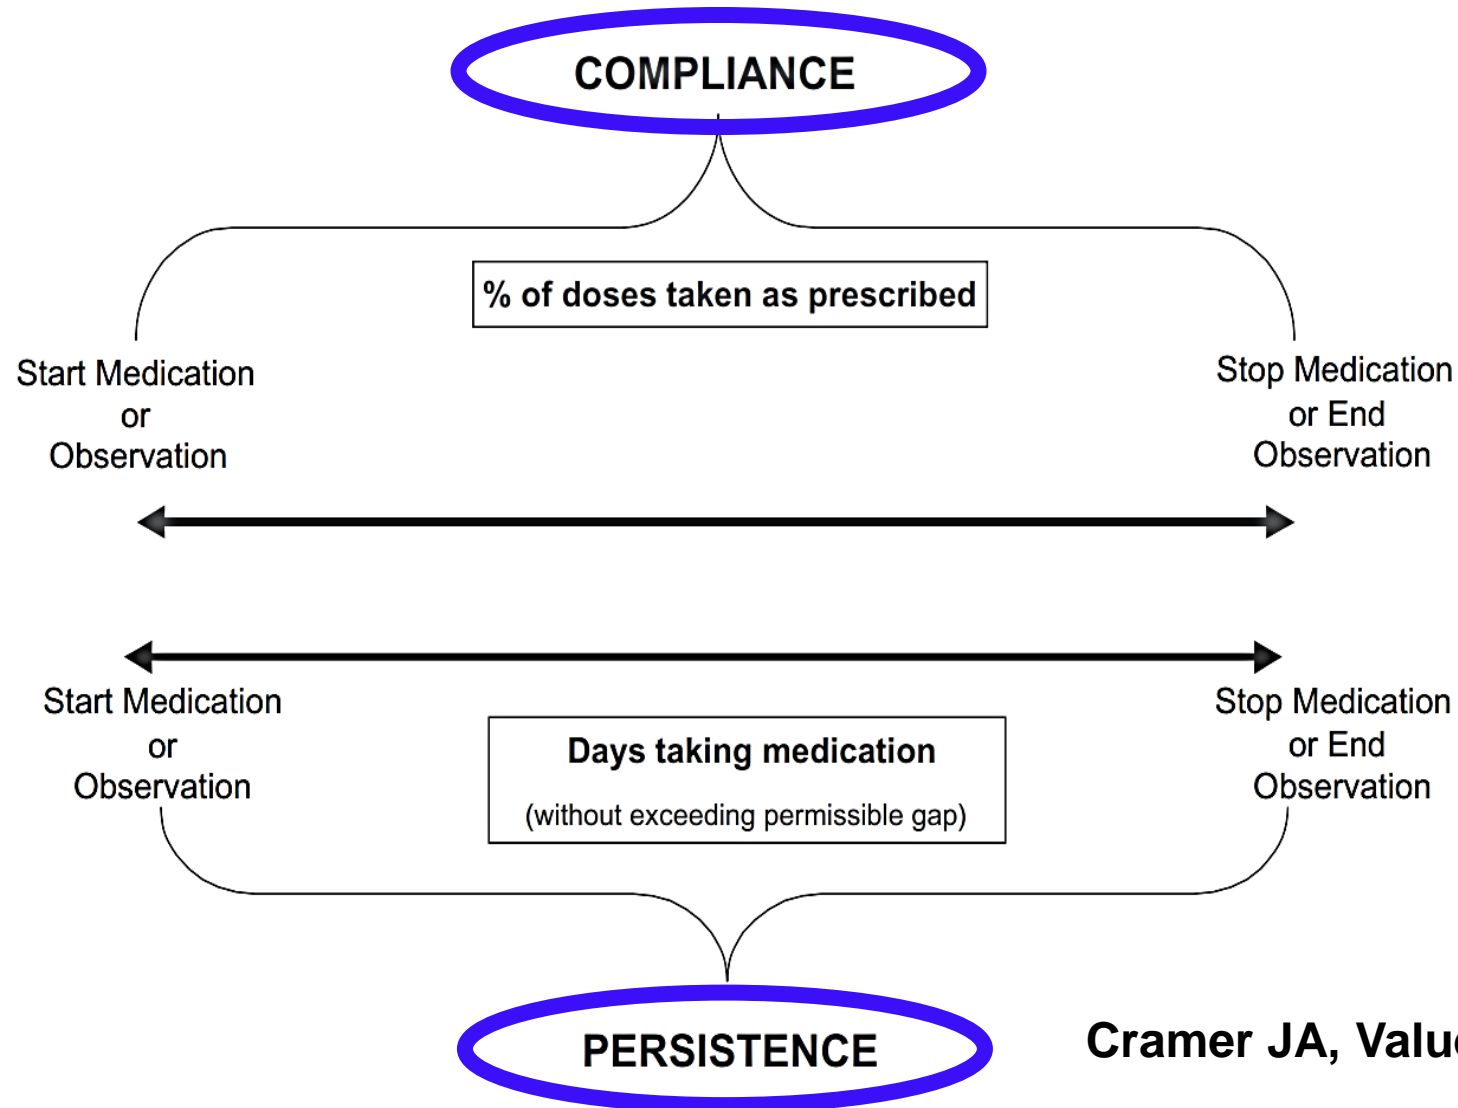 COMPLIANCE
% of doses taken as prescribed
Start Medication
or
Observation
Stop Medication
or End
Observation
Start Medication
or
Observation
Days taking medication
(without exceeding permissible gap)
Stop Medication
or End
Observation
PERSISTENCE
Cramer JA,